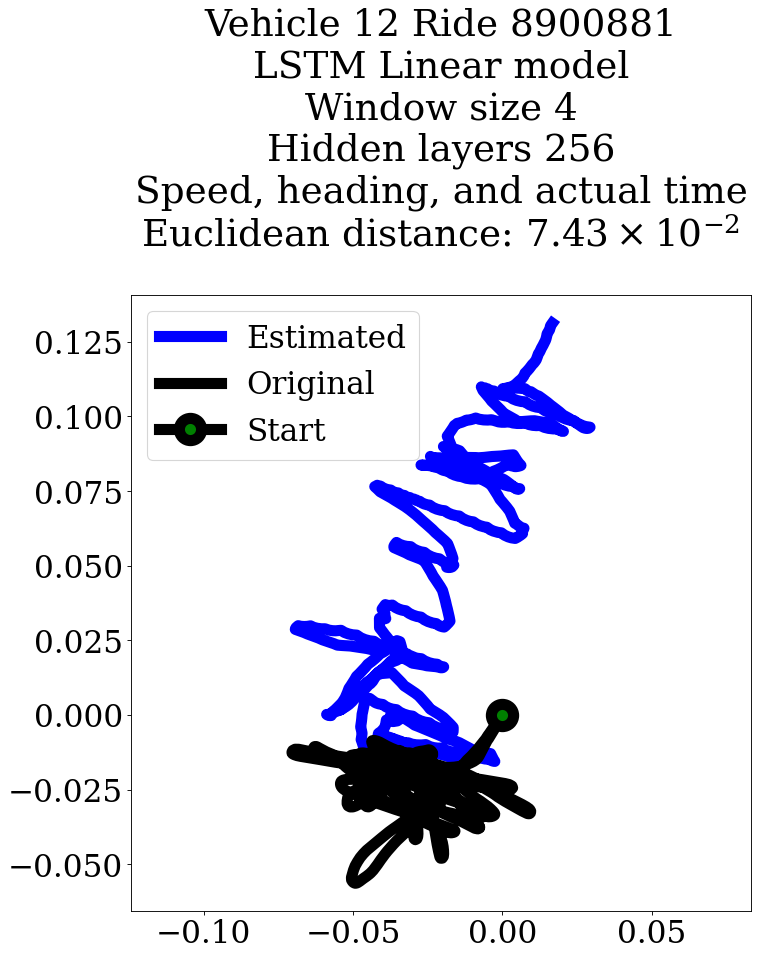 Vehicle 12 Ride 8900881
LSTM Linear model
Window size 4
Hidden layers 256
Speed, heading, and actual time
Euclidean distance: 7.43 × 10⁻²
Estimated
Original
Start
0.125
0.100
0.075
0.050
0.025
0.000
−0.025
−0.050
−0.10 −0.05 0.00 0.05